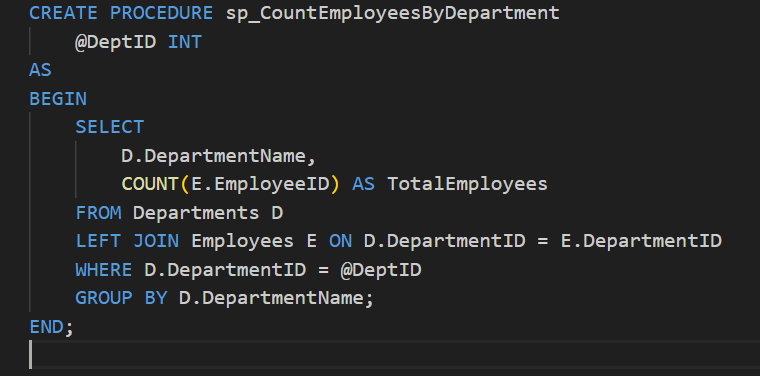 CREATE PROCEDURE sp_CountEmployeesByDepartment
    @DeptID INT
AS
BEGIN
    SELECT
        D.DepartmentName,
        COUNT(E.EmployeeID) AS TotalEmployees
    FROM Departments D
    LEFT JOIN Employees E ON D.DepartmentID = E.DepartmentID
    WHERE D.DepartmentID = @DeptID
    GROUP BY D.DepartmentName;
END;